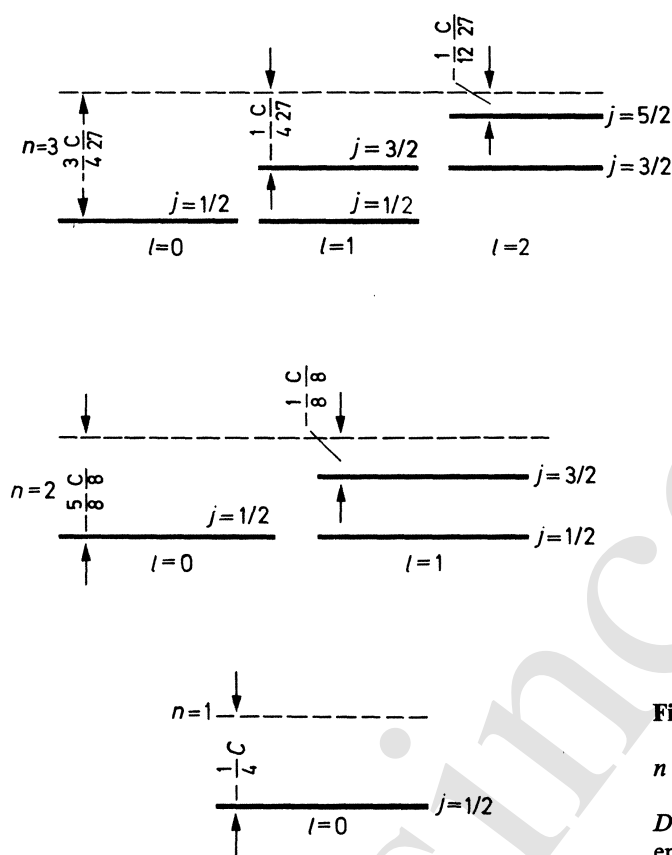 1 C
12 27
n=3
3 C
4 27
1 C
4 27
j=5/2
j=3/2
j=3/2
j=1/2
j=1/2
l=0
l=1
l=2
1 C
8 8
n=2
5 C
8 8
j=3/2
j=1/2
j=1/2
l=0
l=1
n=1
1
4 C
j=1/2
l=0
Fi
n
D
er